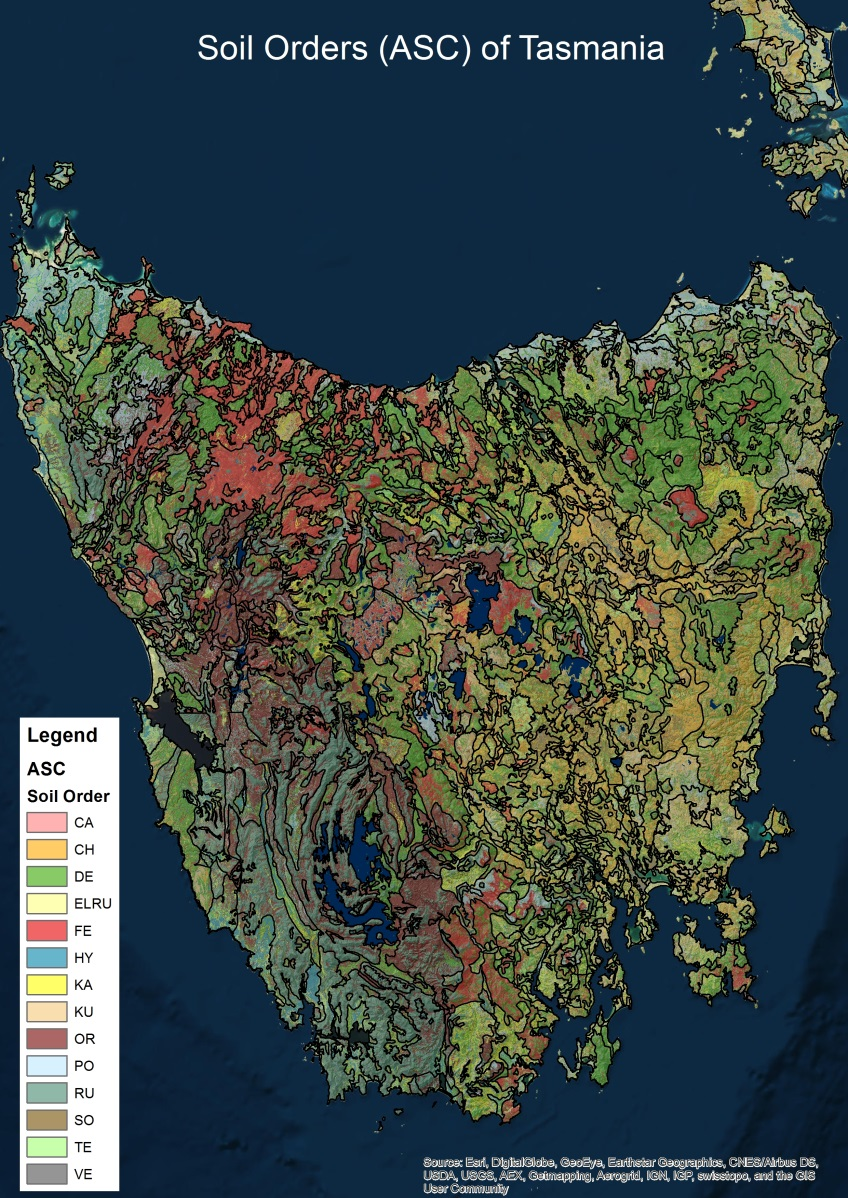 Soil Orders (ASC) of Tasmania
Legend
ASC
Soil Order
CA
CH
DE
ELRU
FE
HY
KA
KU
OR
PO
RU
SO
TE
VE
Source: Esri, DigitalGlobe, GeoEye, Earthstar Geographics, CNES/Airbus DS,
USDA, USGS, AEX, Getmapping, Aerogrid, IGN, IGP, swisstopo, and the GIS
User Community